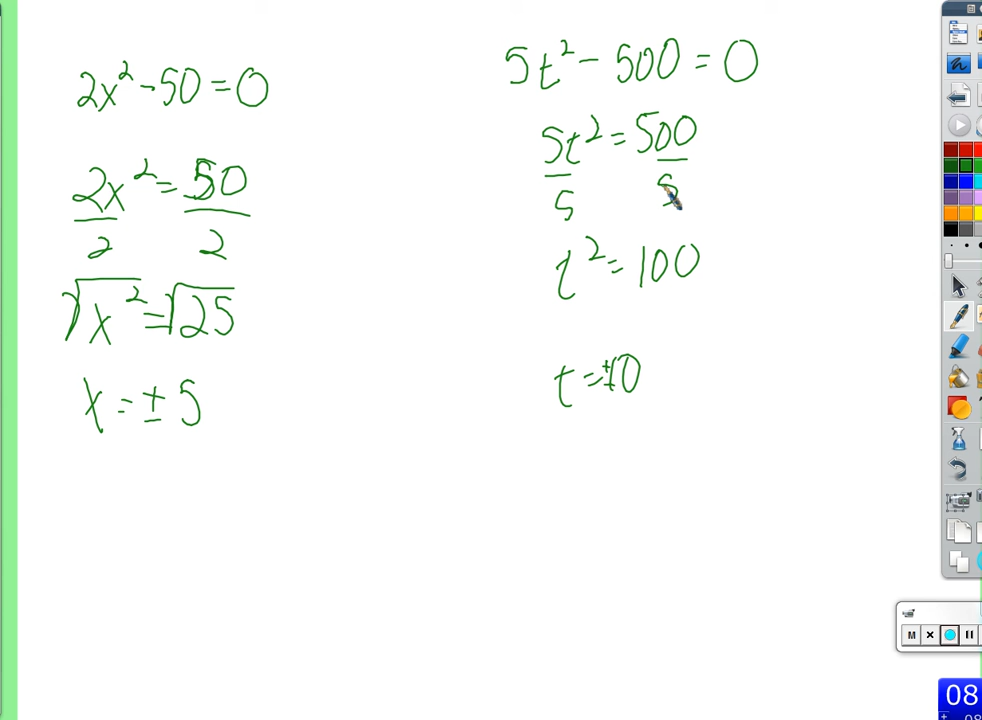 2x² - 50 = 0
2x² = 50
2 2
√x² = √25
x = ± 5
5t² - 500 = 0
5t² = 500
5 5
t² = 100
t = ±10
M
08